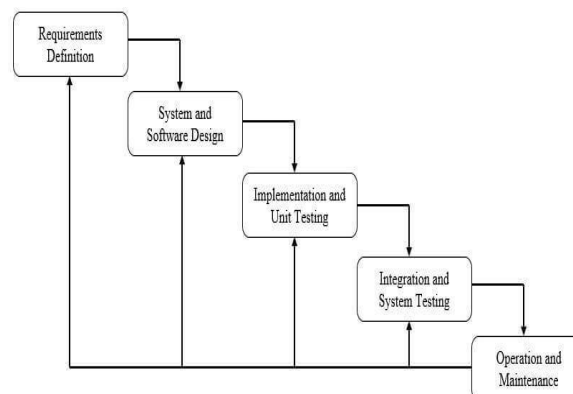 Requirements
Definition
System and
Software Design
Implementation and
Unit Testing
Integration and
System Testing
Operation and
Maintenance